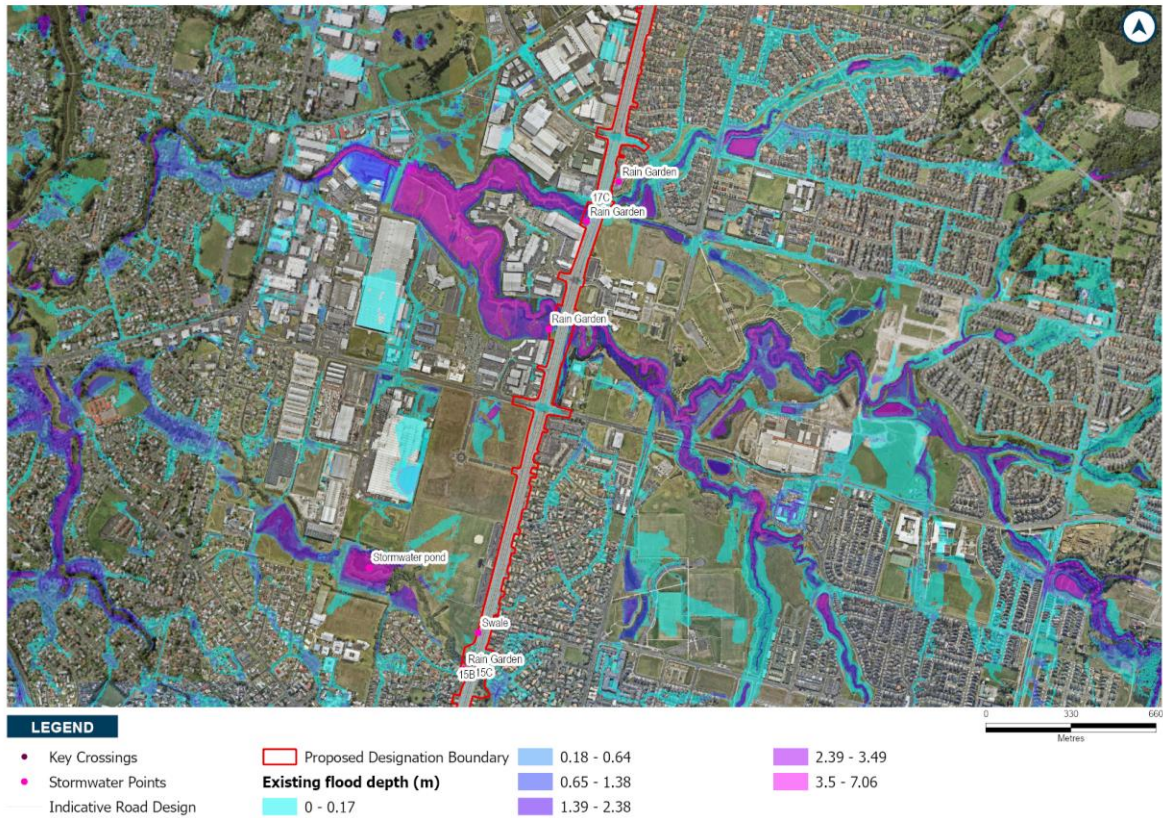 Rain Garden
17C
Rain Garden
Rain Garden
Stormwater pond
Swale
Rain Garden
15B 15C
LEGEND
0 330 660
Metres
Key Crossings
Stormwater Points
Indicative Road Design
Proposed Designation Boundary
Existing flood depth (m)
0 - 0.17
0.18 - 0.64
0.65 - 1.38
1.39 - 2.38
2.39 - 3.49
3.5 - 7.06